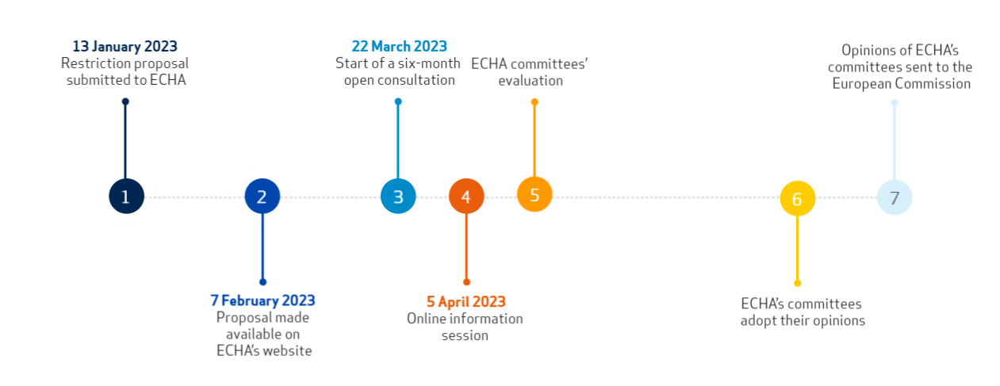 13 January 2023
Restriction proposal
submitted to ECHA
22 March 2023
Start of a six-month
open consultation
ECHA committees’
evaluation
Opinions of ECHA’s
committees sent to the
European Commission
1
2
3
4
5
6
7
7 February 2023
Proposal made
available on
ECHA’s website
5 April 2023
Online information
session
ECHA’s committees
adopt their opinions